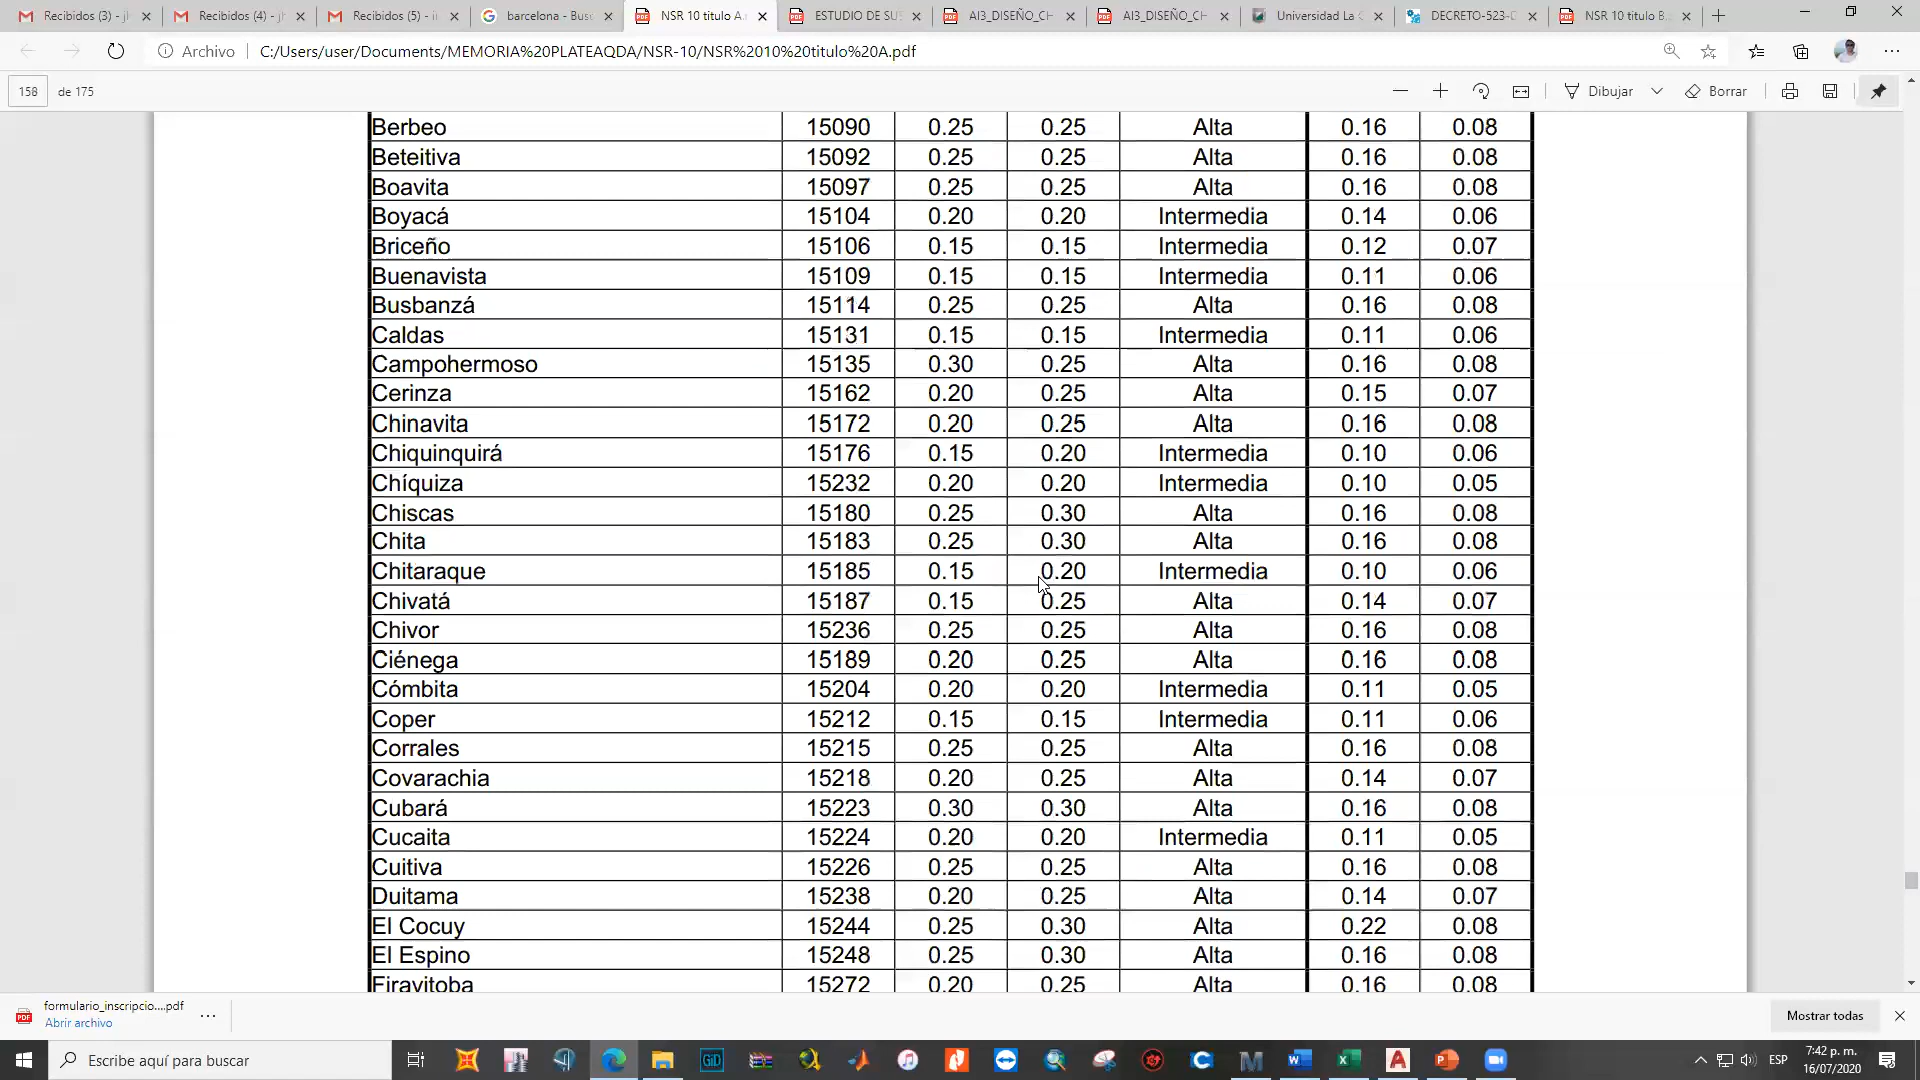 Recibidos (3) - jl
Recibidos (4) - jl
Recibidos (5) - ir
barcelona - Busc
NSR 10 titulo A.
ESTUDIO DE SUS
AI3_DISEÑO_CH
AI3_DISEÑO_CH
Universidad La G
DECRETO-523-D
NSR 10 titulo B.
Archivo C:/Users/user/Documents/MEMORIA%20PLATEAQDA/NSR-10/NSR%2010%20titulo%20A.pdf
158 de 175 Dibujar Borrar
Berbeo 15090 0.25 0.25 Alta 0.16 0.08
Beteitiva 15092 0.25 0.25 Alta 0.16 0.08
Boavita 15097 0.25 0.25 Alta 0.16 0.08
Boyacá 15104 0.20 0.20 Intermedia 0.14 0.06
Briceño 15106 0.15 0.15 Intermedia 0.12 0.07
Buenavista 15109 0.15 0.15 Intermedia 0.11 0.06
Busbanzá 15114 0.25 0.25 Alta 0.16 0.08
Caldas 15131 0.15 0.15 Intermedia 0.11 0.06
Campohermoso 15135 0.30 0.25 Alta 0.16 0.08
Cerinza 15162 0.20 0.25 Alta 0.15 0.07
Chinavita 15172 0.20 0.25 Alta 0.16 0.08
Chiquinquirá 15176 0.15 0.20 Intermedia 0.10 0.06
Chíquiza 15232 0.20 0.20 Intermedia 0.10 0.05
Chiscas 15180 0.25 0.30 Alta 0.16 0.08
Chita 15183 0.25 0.30 Alta 0.16 0.08
Chitaraque 15185 0.15 0.20 Intermedia 0.10 0.06
Chivatá 15187 0.15 0.25 Alta 0.14 0.07
Chivor 15236 0.25 0.25 Alta 0.16 0.08
Ciénega 15189 0.20 0.25 Alta 0.16 0.08
Cómbita 15204 0.20 0.20 Intermedia 0.11 0.05
Coper 15212 0.15 0.15 Intermedia 0.11 0.06
Corrales 15215 0.25 0.25 Alta 0.16 0.08
Covarachia 15218 0.20 0.25 Alta 0.14 0.07
Cubará 15223 0.30 0.30 Alta 0.16 0.08
Cucaita 15224 0.20 0.20 Intermedia 0.11 0.05
Cuitiva 15226 0.25 0.25 Alta 0.16 0.08
Duitama 15238 0.20 0.25 Alta 0.14 0.07
El Cocuy 15244 0.25 0.30 Alta 0.22 0.08
El Espino 15248 0.25 0.30 Alta 0.16 0.08
Firavitoba 15272 0.20 0.25 Alta 0.16 0.08
formulario_inscripcio....pdf
Abrir archivo
Mostrar todas
Escribe aquí para buscar
ESP
7:42 p. m.
16/07/2020